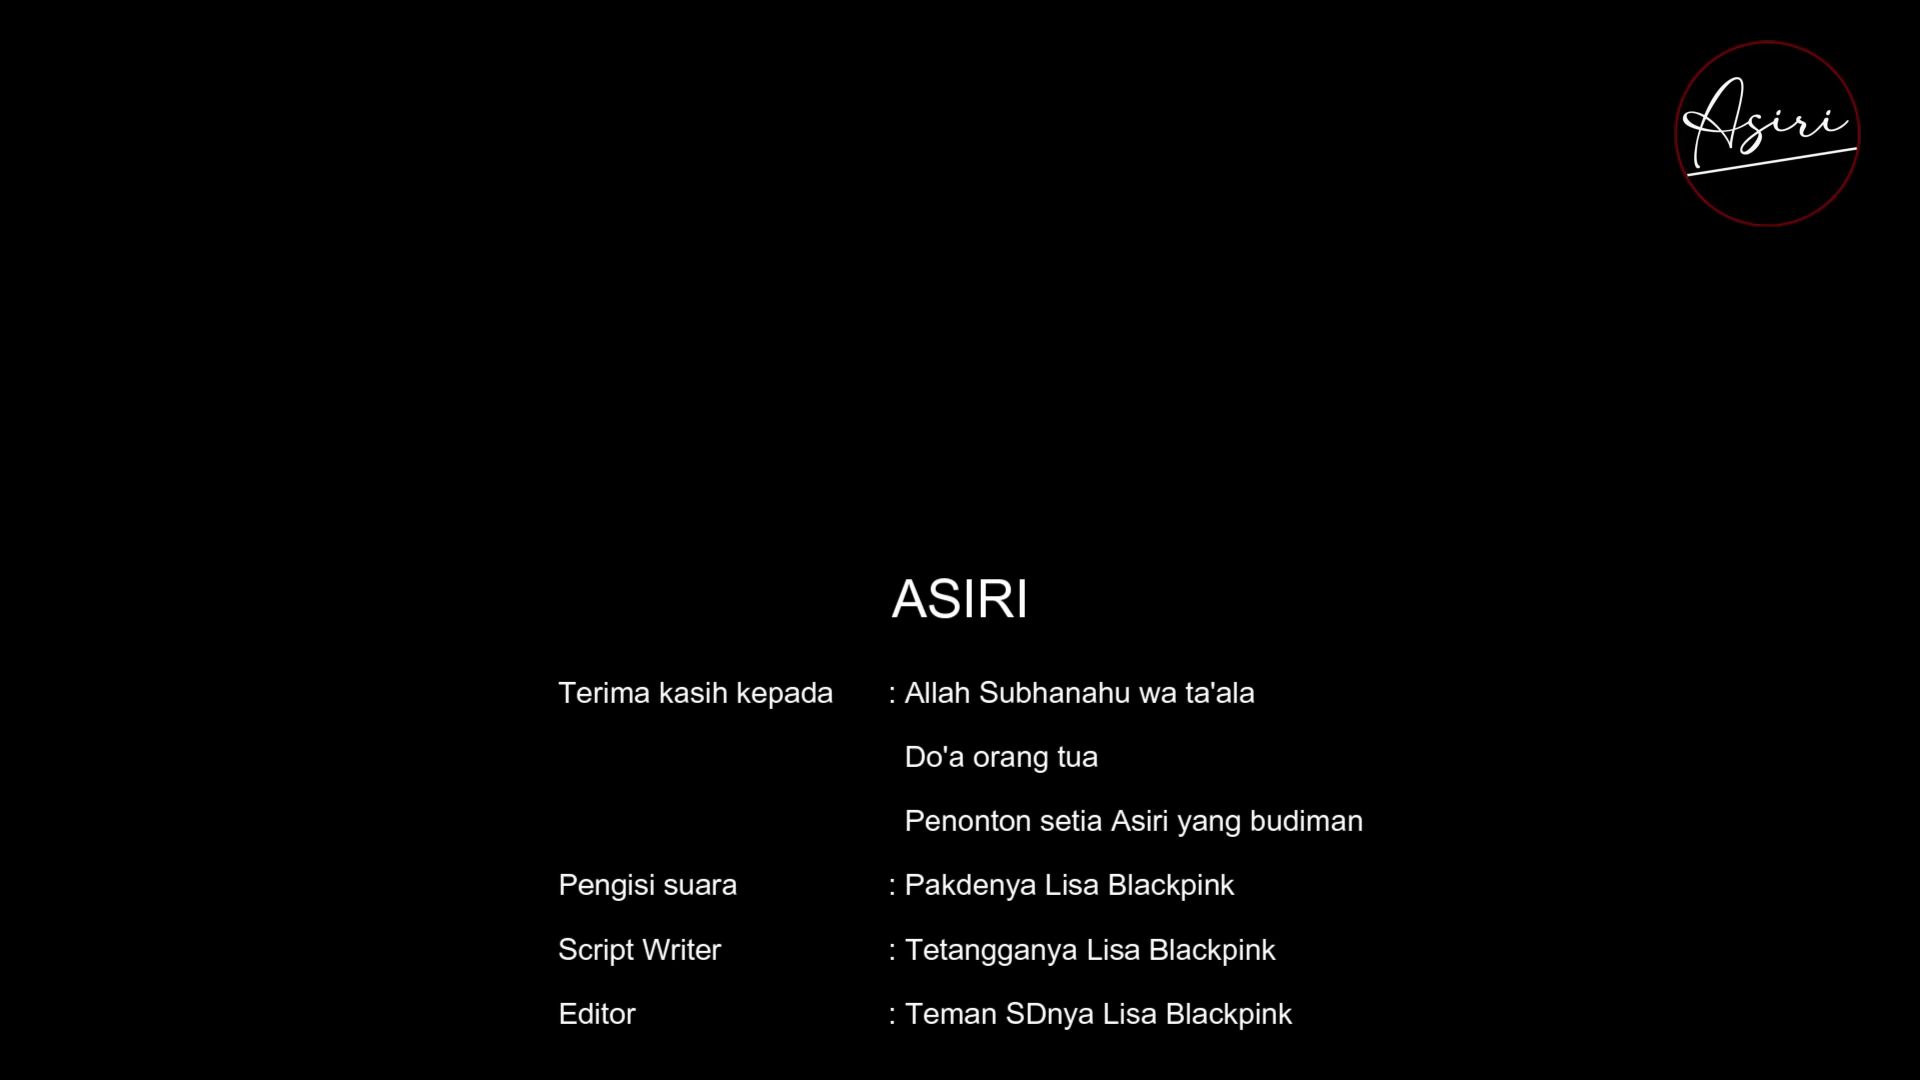 Asiri
ASIRI
Terima kasih kepada : Allah Subhanahu wa ta'ala
Do'a orang tua
Penonton setia Asiri yang budiman
Pengisi suara : Pakdenya Lisa Blackpink
Script Writer : Tetangganya Lisa Blackpink
Editor : Teman SDnya Lisa Blackpink